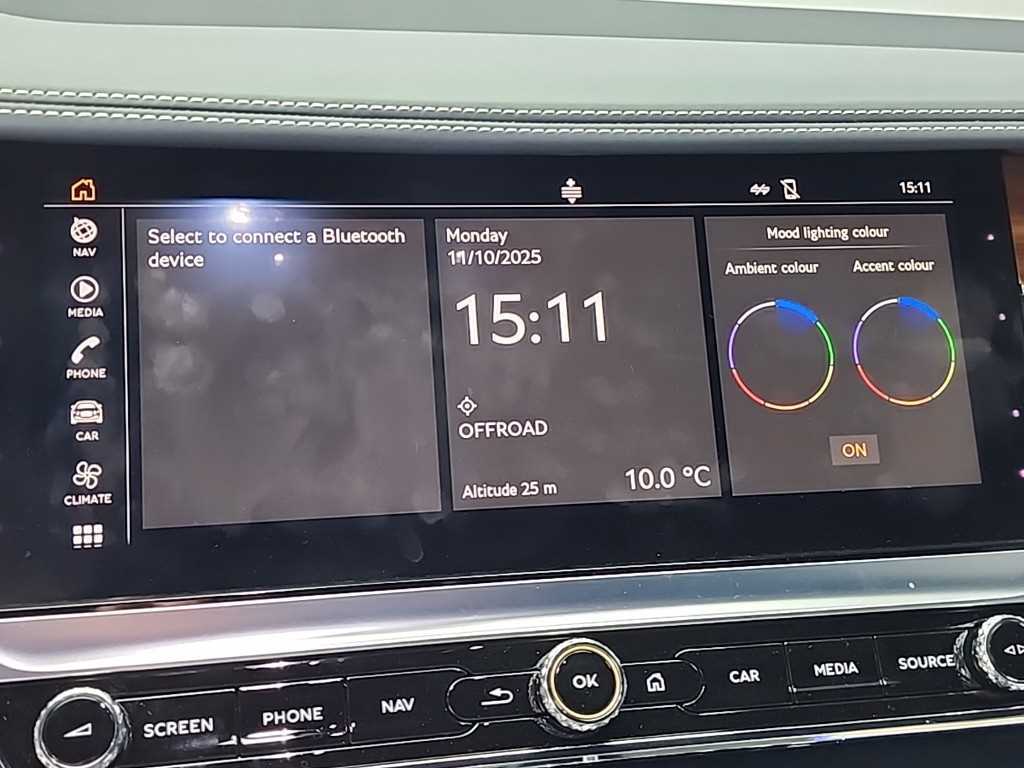 15:11
NAV
MEDIA
PHONE
CAR
CLIMATE
Select to connect a Bluetooth
device
Monday
11/10/2025
15:11
OFFROAD
Altitude 25 m
10.0 °C
Mood lighting colour
Ambient colour
Accent colour
ON
SCREEN
PHONE
NAV
OK
CAR
MEDIA
SOURCE